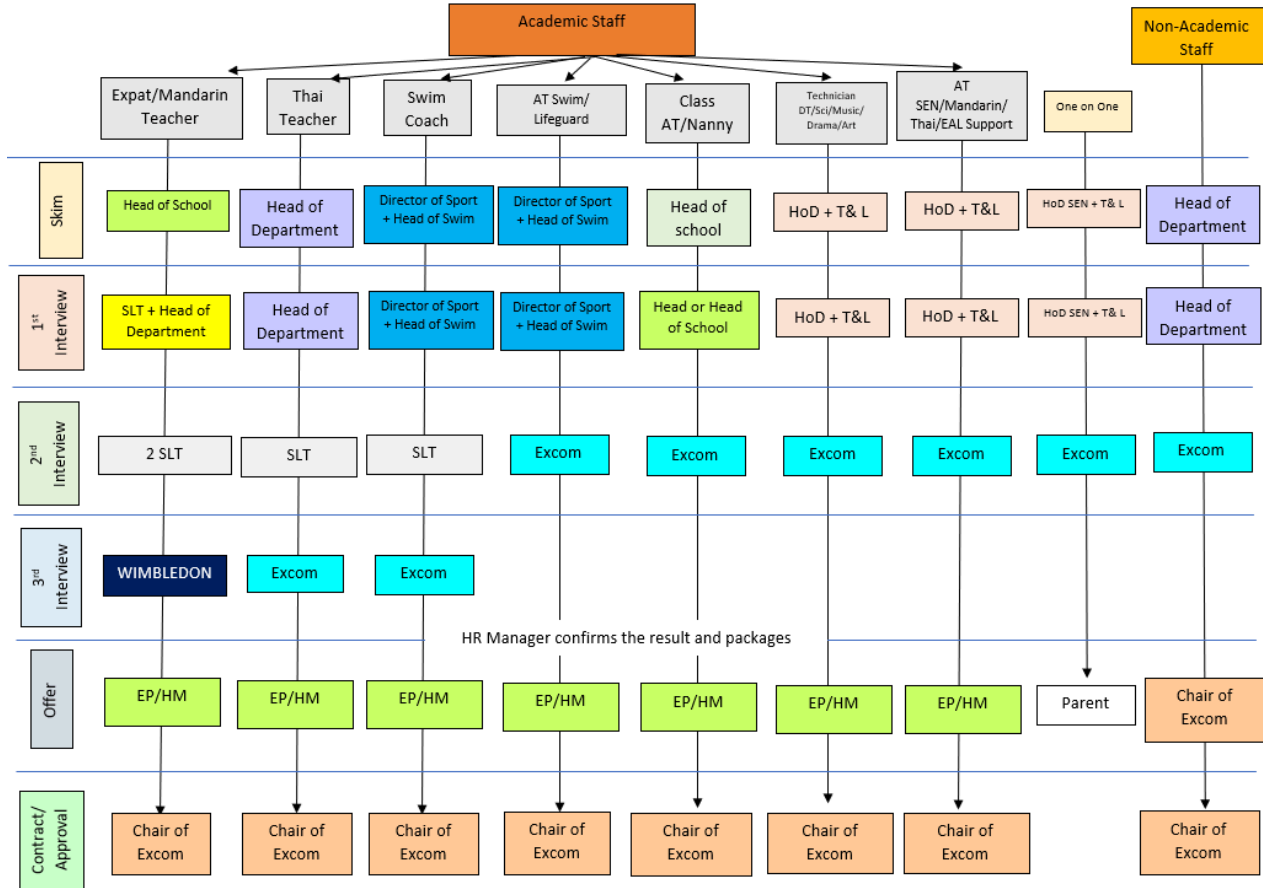 Academic Staff
Non-Academic
Staff
Expat/Mandarin
Teacher
Thai
Teacher
Swim
Coach
AT Swim/
Lifeguard
Class
AT/Nanny
Technician
DT/Sci/Music/
Drama/Art
AT
SEN/Mandarin/
Thai/EAL Support
One on One
Skim
Head of School
Head of
Department
Director of Sport
+ Head of Swim
Director of Sport
+ Head of Swim
Head of
school
HoD + T& L
HoD + T&L
HoD SEN + T& L
Head of
Department
1st
Interview
SLT + Head of
Department
Head of
Department
Director of Sport
+ Head of Swim
Director of Sport
+ Head of Swim
Head or Head
of School
HoD + T&L
HoD + T&L
HoD SEN + T& L
Head of
Department
2nd
Interview
2 SLT
SLT
SLT
Excom
Excom
Excom
Excom
Excom
Excom
3rd
Interview
WIMBLEDON
Excom
Excom
HR Manager confirms the result and packages
Offer
EP/HM
EP/HM
EP/HM
EP/HM
EP/HM
EP/HM
EP/HM
Parent
Chair of
Excom
Contract/
Approval
Chair of
Excom
Chair of
Excom
Chair of
Excom
Chair of
Excom
Chair of
Excom
Chair of
Excom
Chair of
Excom
Chair of
Excom